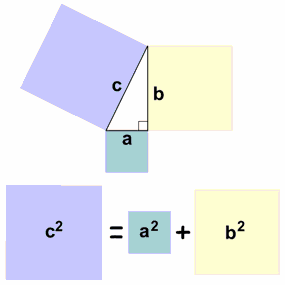 c
b
a
c² = a² + b²